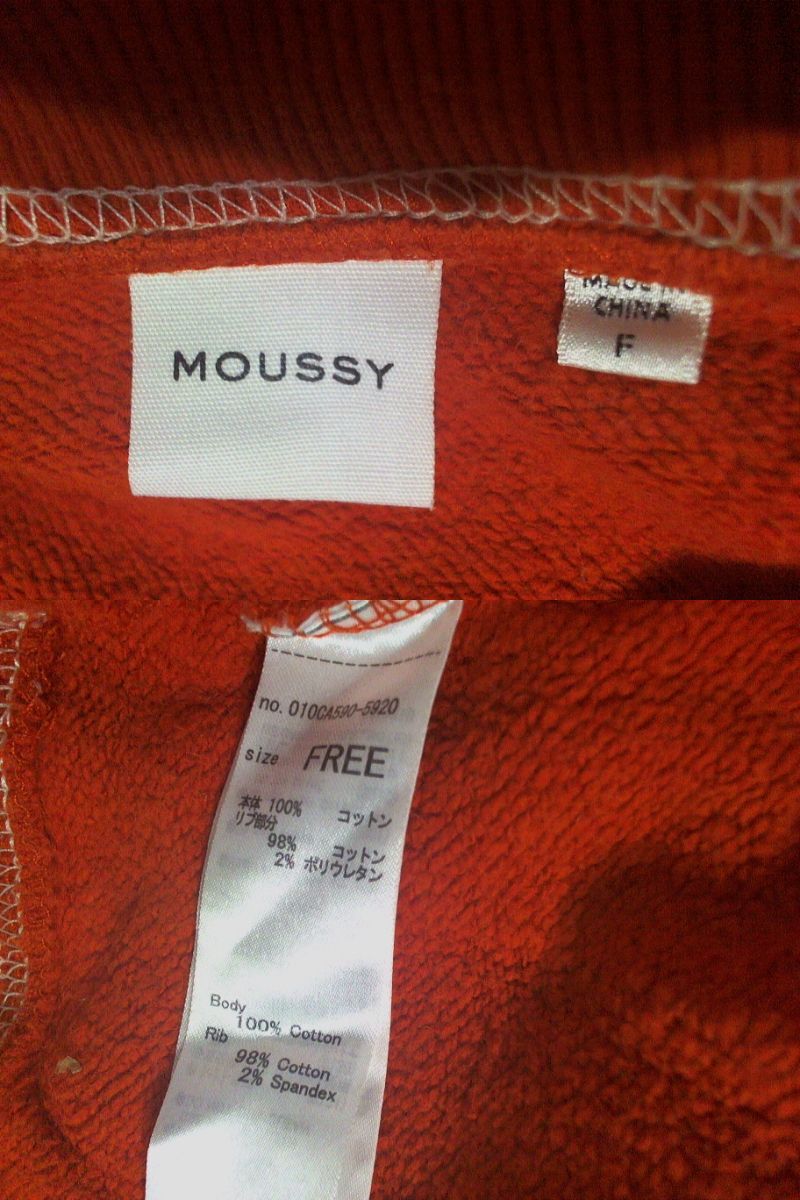 MOUSSY
MADE IN
CHINA
F
no. 010CA590-5920
size FREE
本体 100% コットン
リブ部分
98% コットン
2% ポリウレタン
Body
100% Cotton
Rib
98% Cotton
2% Spandex